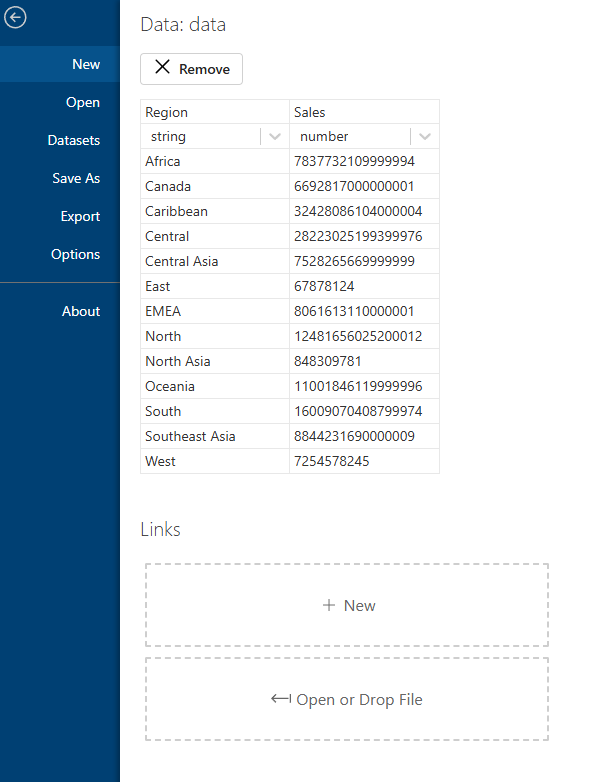 New
Open
Datasets
Save As
Export
Options
About
Data: data
Remove
Region Sales
string number
Africa 7837732109999994
Canada 6692817000000001
Caribbean 32428086104000004
Central 28223025199399976
Central Asia 7528265669999999
East 67878124
EMEA 8061613110000001
North 12481656025200012
North Asia 848309781
Oceania 11001846119999996
South 16009070408799974
Southeast Asia 8844231690000009
West 7254578245
Links
New
Open or Drop File